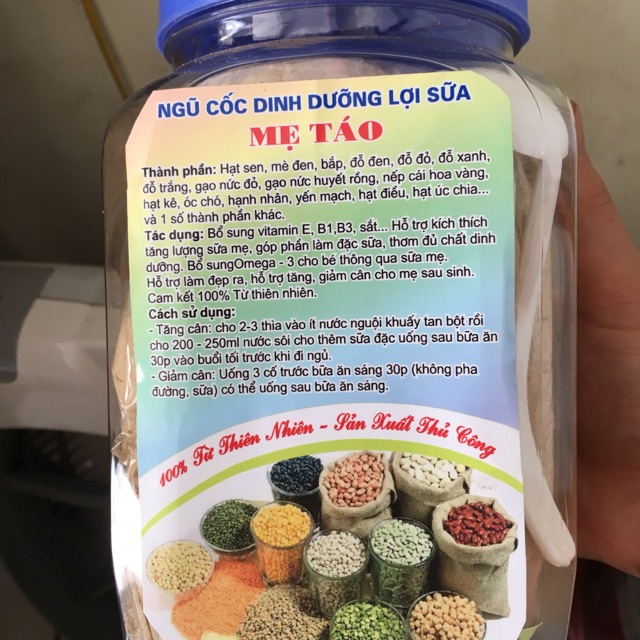 NGŨ CỐC DINH DƯỠNG LỢI SỮA
MẸ TÁO
Thành phần: Hạt sen, mè đen, bắp, đỗ đen, đỗ đỏ, đỗ xanh,
đỗ trắng, gạo nức đỏ, gạo nức huyết rồng, nếp cái hoa vàng,
hạt kê, óc chó, hạnh nhân, yến mạch, hạt điều, hạt úc chia...
và 1 số thành phần khác.
Tác dụng: Bổ sung vitamin E, B1,B3, sắt... Hỗ trợ kích thích
tăng lượng sữa mẹ, góp phần làm đặc sữa, thơm đủ chất dinh
dưỡng. Bổ sungOmega - 3 cho bé thông qua sữa mẹ.
Hỗ trợ làm đẹp ra, hỗ trợ tăng, giảm cân cho mẹ sau sinh.
Cam kết 100% Từ thiên nhiên.
Cách sử dụng:
- Tăng cân: cho 2-3 thìa vào ít nước nguội khuấy tan bột rồi
cho 200 - 250ml nước sôi cho thêm sữa đặc uống sau bữa ăn
30p vào buổi tối trước khi đi ngủ.
- Giảm cân: Uống 3 cố trước bữa ăn sáng 30p (không pha
đường, sữa) có thể uống sau bữa ăn sáng.
100% Từ Thiên Nhiên - Sản Xuất Thủ Công